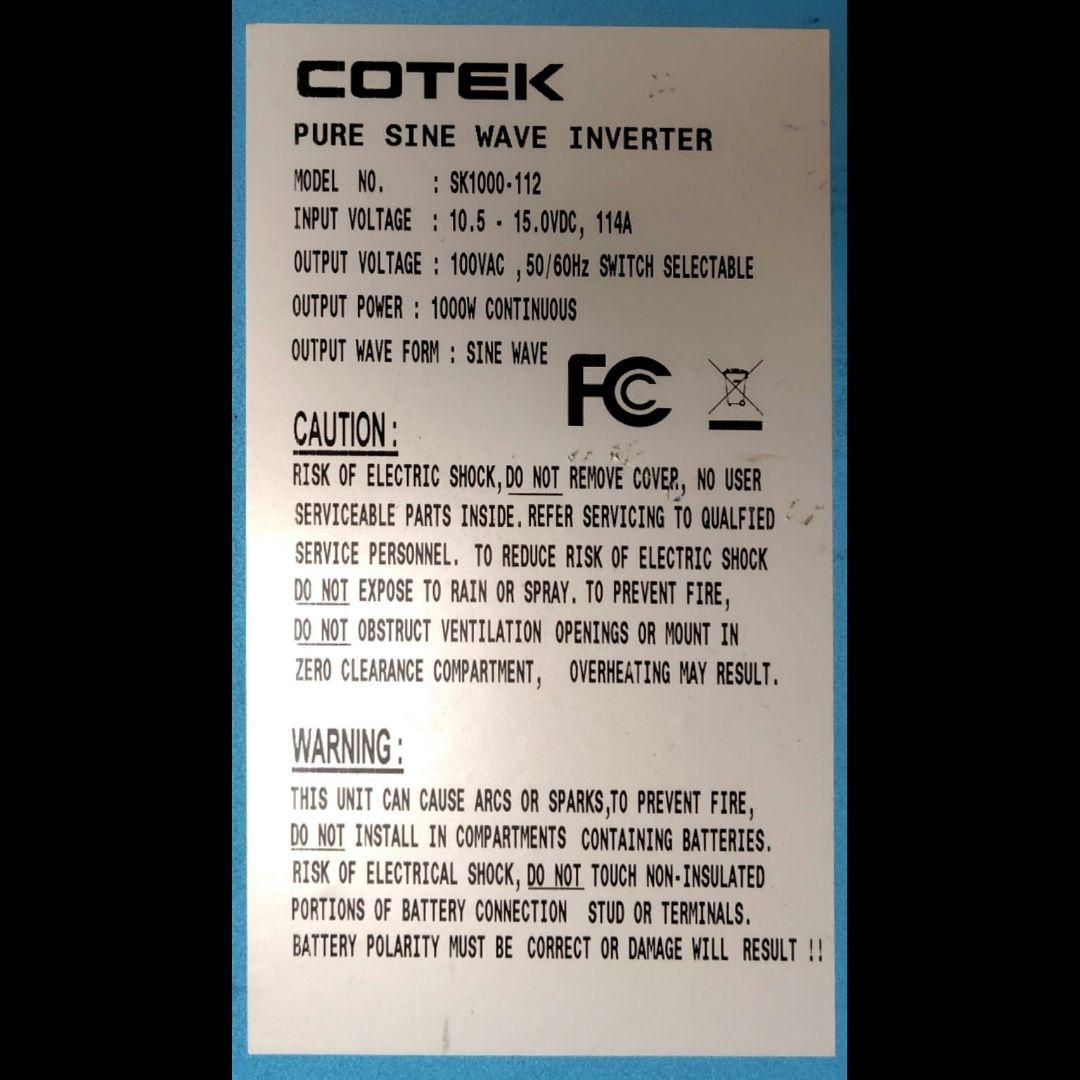 COTEK
PURE SINE WAVE INVERTER
MODEL NO. : SK1000-112
INPUT VOLTAGE : 10.5 - 15.0VDC, 114A
OUTPUT VOLTAGE : 100VAC ,50/60Hz SWITCH SELECTABLE
OUTPUT POWER : 1000W CONTINUOUS
OUTPUT WAVE FORM : SINE WAVE
FC
CAUTION:
RISK OF ELECTRIC SHOCK, DO NOT REMOVE COVER, NO USER
SERVICEABLE PARTS INSIDE. REFER SERVICING TO QUALFIED
SERVICE PERSONNEL. TO REDUCE RISK OF ELECTRIC SHOCK
DO NOT EXPOSE TO RAIN OR SPRAY. TO PREVENT FIRE,
DO NOT OBSTRUCT VENTILATION OPENINGS OR MOUNT IN
ZERO CLEARANCE COMPARTMENT, OVERHEATING MAY RESULT.
WARNING:
THIS UNIT CAN CAUSE ARCS OR SPARKS,TO PREVENT FIRE,
DO NOT INSTALL IN COMPARTMENTS CONTAINING BATTERIES.
RISK OF ELECTRICAL SHOCK, DO NOT TOUCH NON-INSULATED
PORTIONS OF BATTERY CONNECTION STUD OR TERMINALS.
BATTERY POLARITY MUST BE CORRECT OR DAMAGE WILL RESULT !!